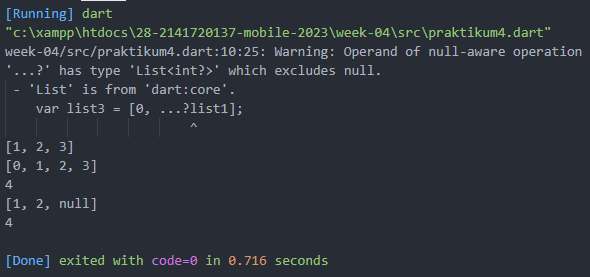 [Running] dart
"c:\xampp\htdocs\28-2141720137-mobile-2023\week-04\src\praktikum4.dart"
week-04/src/praktikum4.dart:10:25: Warning: Operand of null-aware operation
'...?' has type 'List<int?>' which excludes null.
 - 'List' is from 'dart:core'.
    var list3 = [0, ...?list1];
                        ^
[1, 2, 3]
[0, 1, 2, 3]
4
[1, 2, null]
4
[Done] exited with code=0 in 0.716 seconds